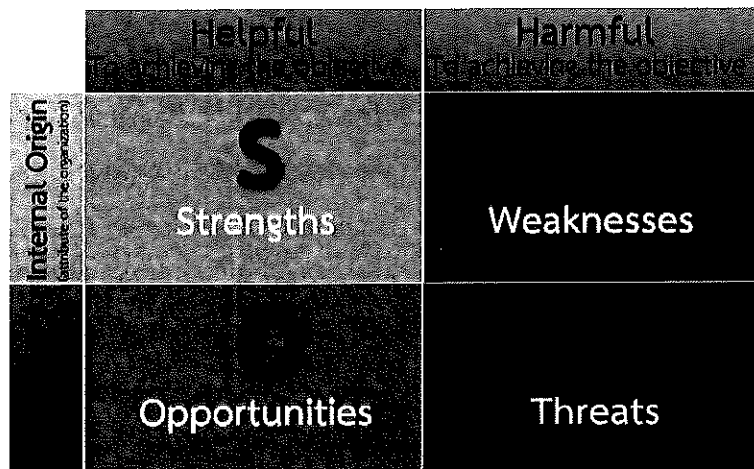 Helpful
To achieving the objective
Harmful
To achieving the objective
Internal Origin
(attribute of the organization)
S
Strengths
Weaknesses
O
Opportunities
Threats